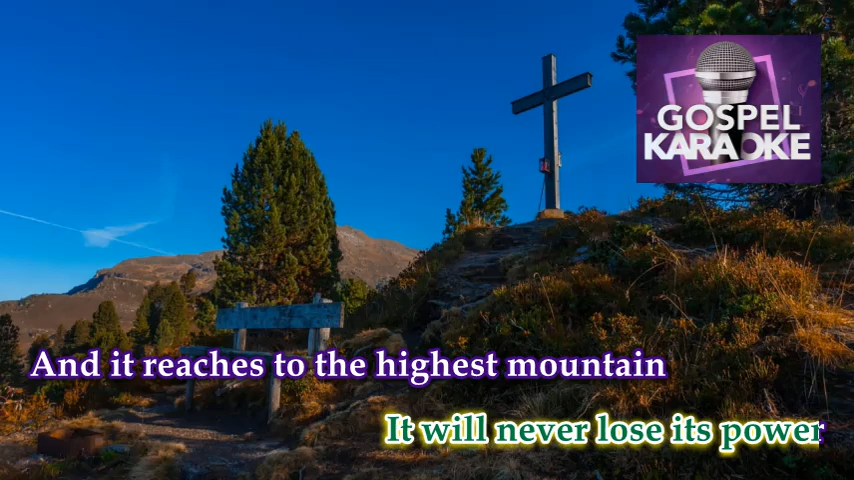 GOSPEL
KARAOKE
And it reaches to the highest mountain
It will never lose its power